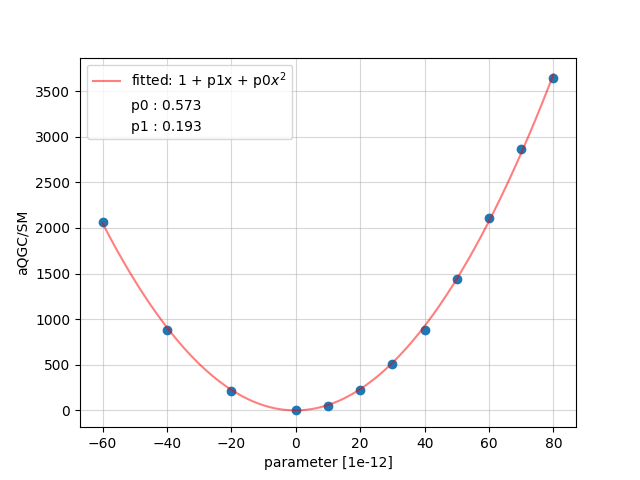 fitted: 1 + p1x + p0x²
p0 : 0.573
p1 : 0.193
3500
3000
2500
2000
1500
1000
500
0
aQGC/SM
−60 −40 −20 0 20 40 60 80
parameter [1e-12]